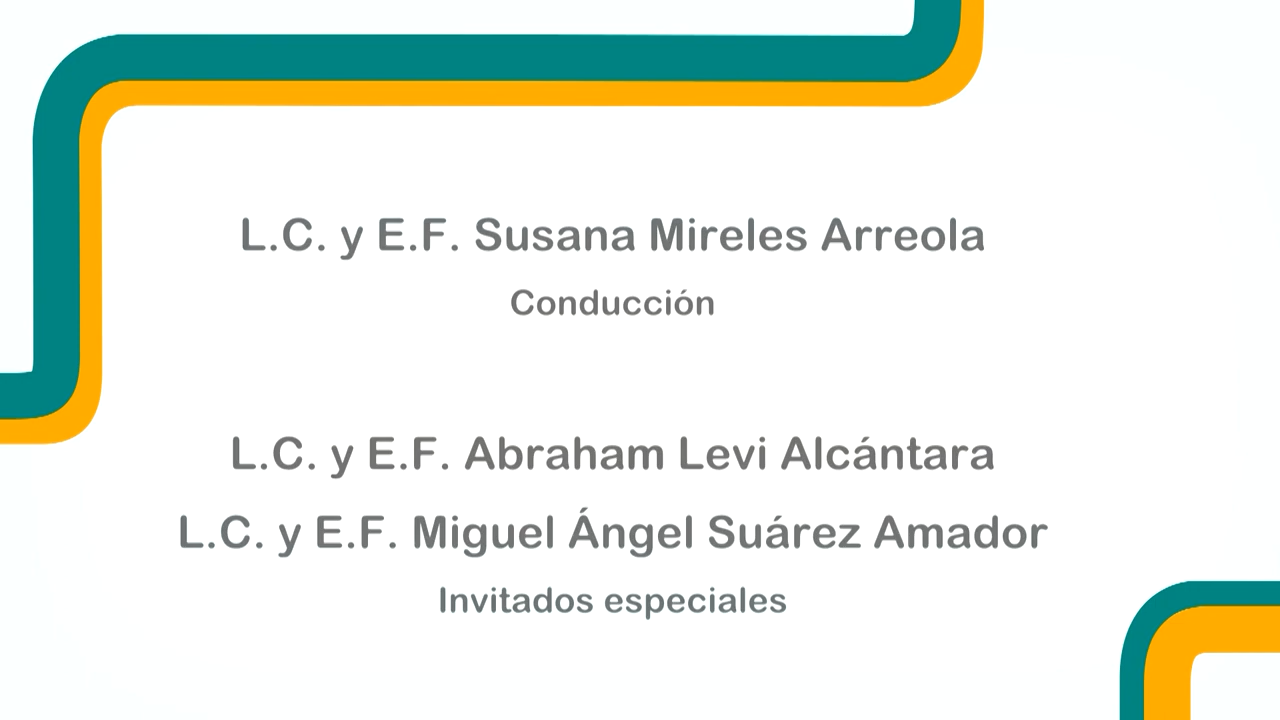 L.C. y E.F. Susana Mireles Arreola
Conducción
L.C. y E.F. Abraham Levi Alcántara
L.C. y E.F. Miguel Ángel Suárez Amador
Invitados especiales